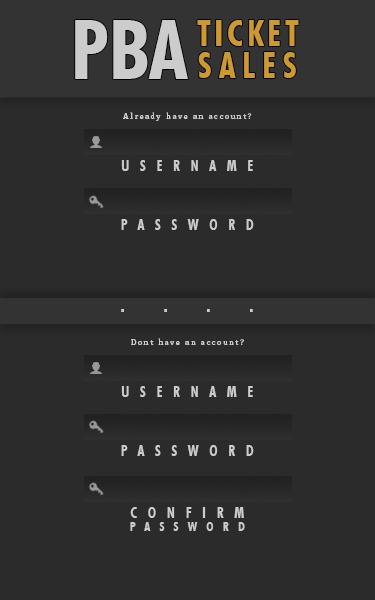 PBA TICKET
SALES
Already have an account?
USERNAME
PASSWORD
Dont have an account?
USERNAME
PASSWORD
CONFIRM
PASSWORD